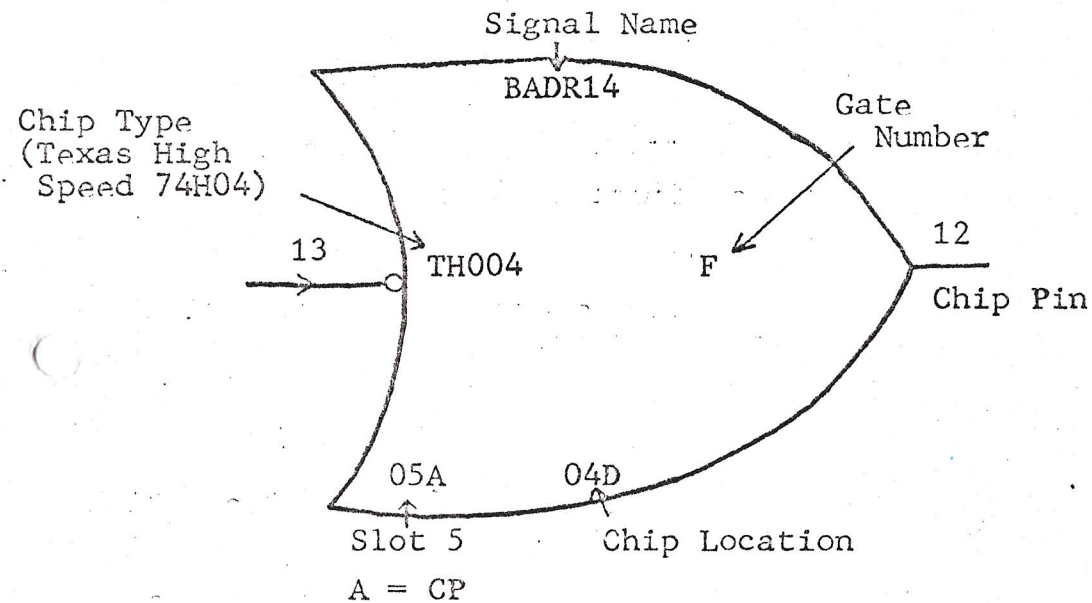 Signal Name
BADR14
Gate
Number
Chip Type
(Texas High
Speed 74H04)
13
TH004
F
12
Chip Pin
05A
04D
Slot 5
Chip Location
A = CP